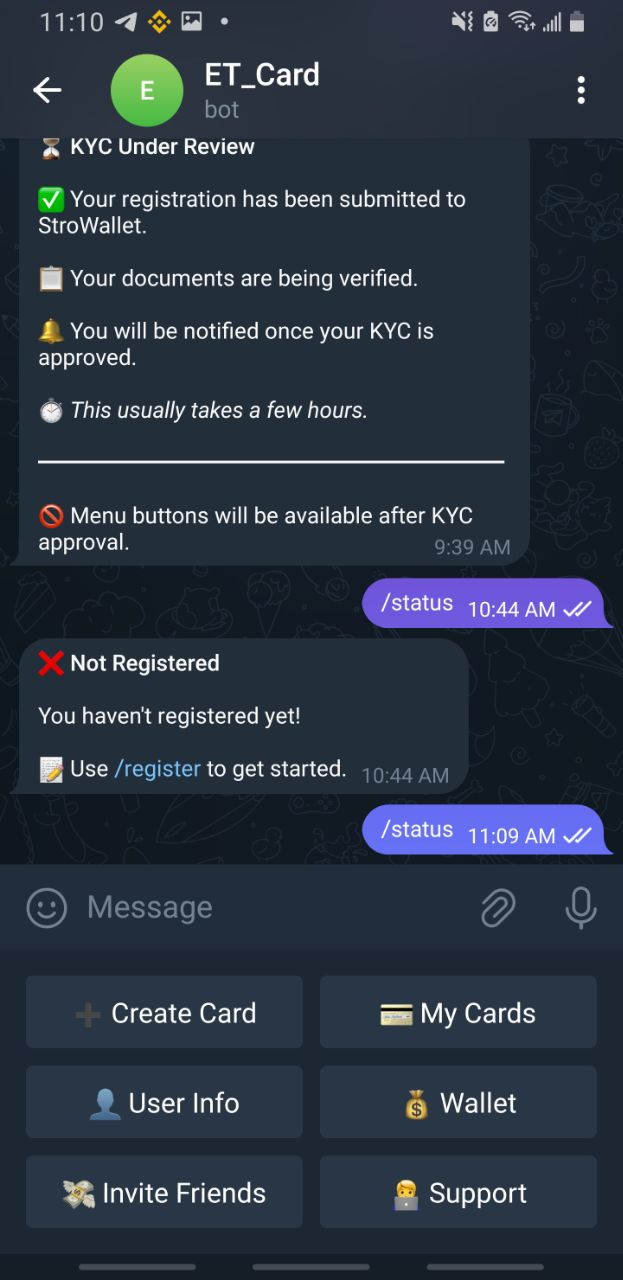 11:10
E
ET_Card
bot
⏳ KYC Under Review
✅ Your registration has been submitted to
StroWallet.
📋 Your documents are being verified.
🔔 You will be notified once your KYC is
approved.
⏱ This usually takes a few hours.
🚫 Menu buttons will be available after KYC
approval.
9:39 AM
/status 10:44 AM
❌ Not Registered
You haven't registered yet!
📝 Use /register to get started. 10:44 AM
/status 11:09 AM
Message
➕ Create Card
💳 My Cards
👤 User Info
💰 Wallet
💸 Invite Friends
🧑‍💻 Support